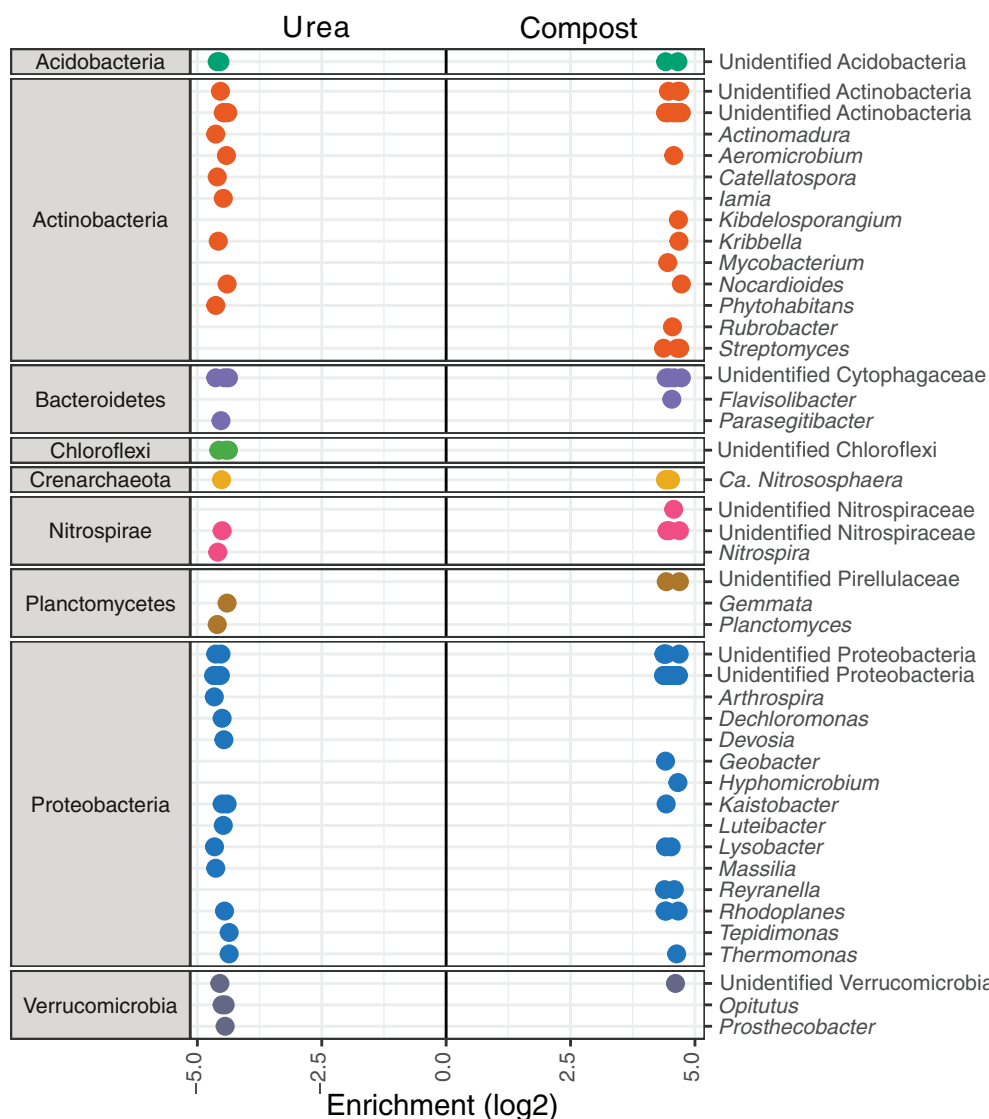 Urea Compost
Acidobacteria Unidentified Acidobacteria
Unidentified Actinobacteria
Unidentified Actinobacteria
Actinomadura
Aeromicrobium
Catellatospora
Iamia
Actinobacteria Kibdelosporangium
Kribbella
Mycobacterium
Nocardioides
Phytohabitans
Rubrobacter
Streptomyces
Unidentified Cytophagaceae
Bacteroidetes Flavisolibacter
Parasegitibacter
Chloroflexi Unidentified Chloroflexi
Crenarchaeota Ca. Nitrososphaera
Unidentified Nitrospiraceae
Nitrospirae Unidentified Nitrospiraceae
Nitrospira
Unidentified Pirellulaceae
Planctomycetes Gemmata
Planctomyces
Unidentified Proteobacteria
Unidentified Proteobacteria
Arthrospira
Dechloromonas
Devosia
Geobacter
Hyphomicrobium
Proteobacteria Kaistobacter
Luteibacter
Lysobacter
Massilia
Reyranella
Rhodoplanes
Tepidimonas
Thermomonas
Unidentified Verrucomicrobia
Verrucomicrobia Opitutus
Prosthecobacter
-5.0 -2.5 0.0 2.5 5.0
Enrichment (log2)